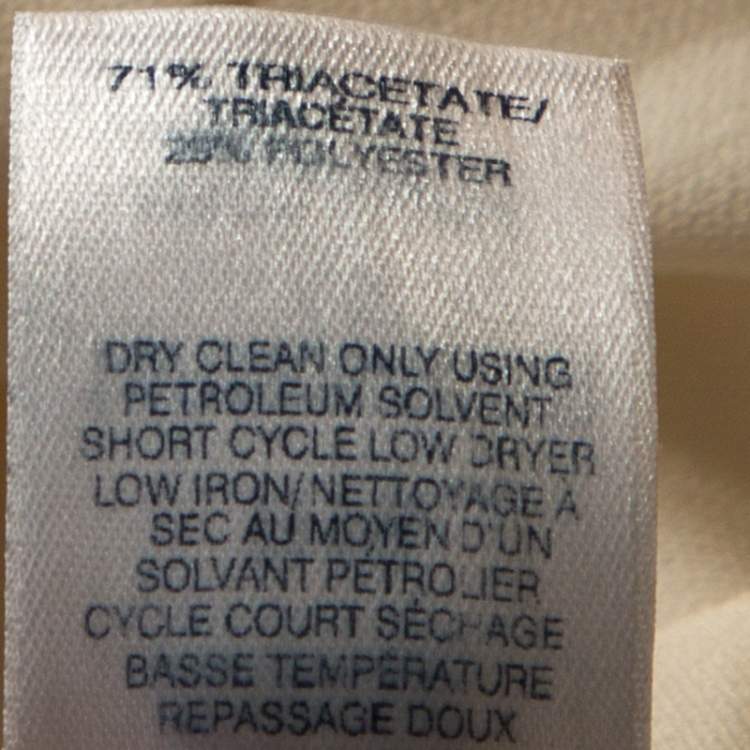 71% TRIACETATE/
TRIACÉTATE
29% POLYESTER
DRY CLEAN ONLY USING
PETROLEUM SOLVENT
SHORT CYCLE LOW DRYER
LOW IRON/NETTOYAGE À
SEC AU MOYEN D'UN
SOLVANT PÉTROLIER
CYCLE COURT SÉCHAGE
BASSE TEMPÉRATURE
REPASSAGE DOUX